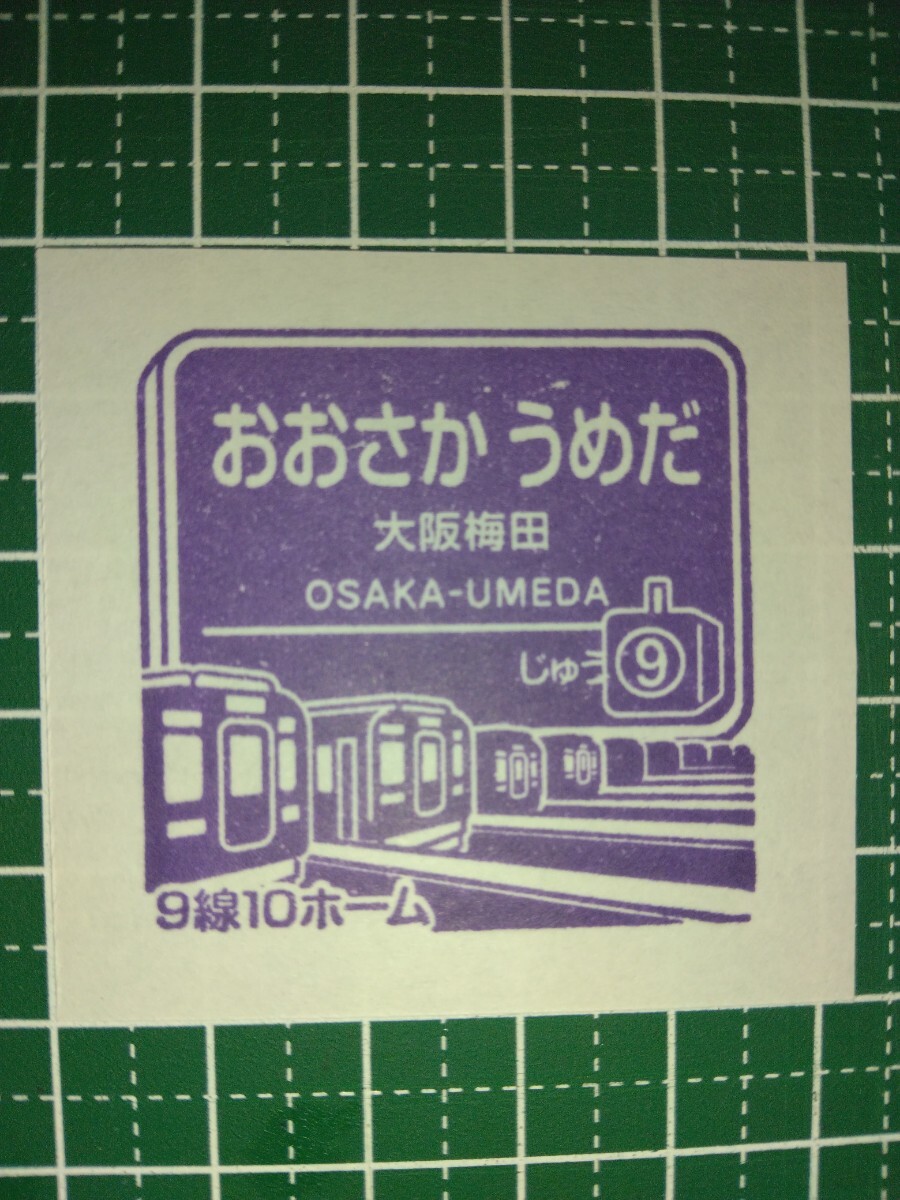 おおさか うめだ
大阪梅田
OSAKA-UMEDA
じゅう
9
9線10ホーム